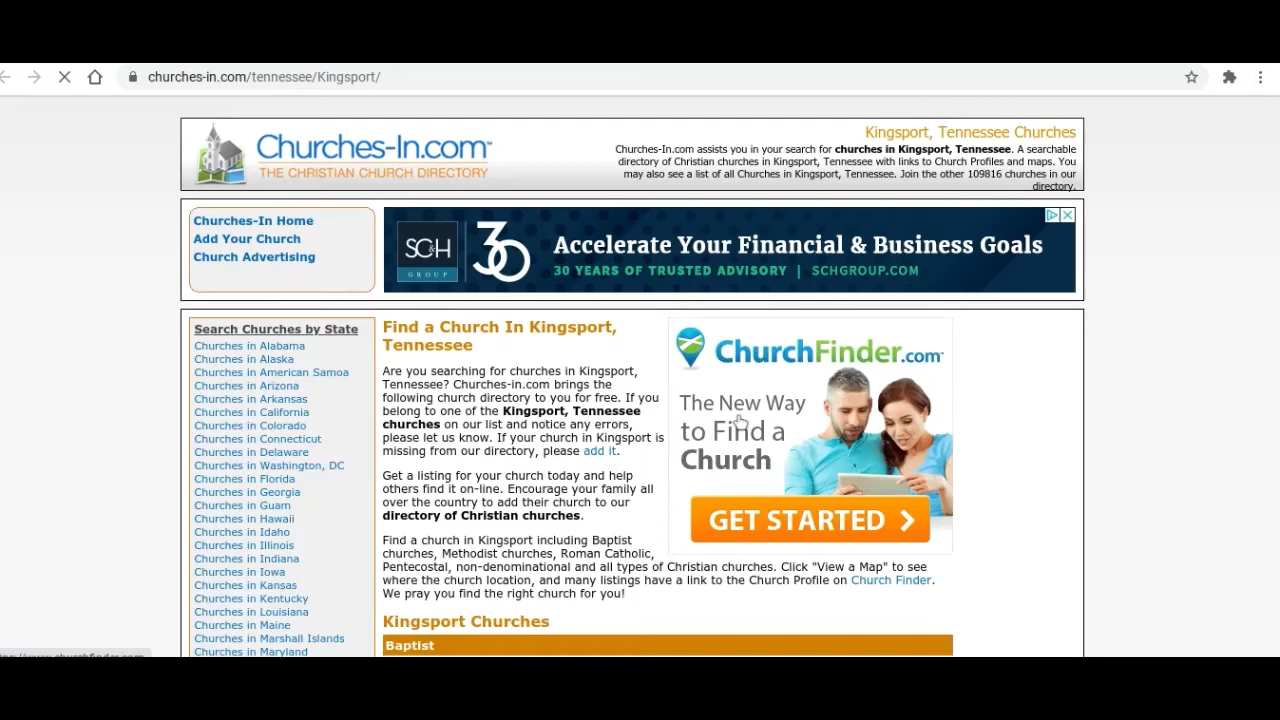 churches-in.com/tennessee/Kingsport/
Churches-In.com
THE CHRISTIAN CHURCH DIRECTORY
Kingsport, Tennessee Churches
Churches-In.com assists you in your search for churches in Kingsport, Tennessee. A searchable
directory of Christian churches in Kingsport, Tennessee with links to Church Profiles and maps. You
may also see a list of all Churches in Kingsport, Tennessee. Join the other 109816 churches in our
directory.
Churches-In Home
Add Your Church
Church Advertising
SC&H
GROUP
30
Accelerate Your Financial & Business Goals
30 YEARS OF TRUSTED ADVISORY | SCHGROUP.COM
Search Churches by State
Churches in Alabama
Churches in Alaska
Churches in American Samoa
Churches in Arizona
Churches in Arkansas
Churches in California
Churches in Colorado
Churches in Connecticut
Churches in Delaware
Churches in Washington, DC
Churches in Florida
Churches in Georgia
Churches in Guam
Churches in Hawaii
Churches in Idaho
Churches in Illinois
Churches in Indiana
Churches in Iowa
Churches in Kansas
Churches in Kentucky
Churches in Louisiana
Churches in Maine
Churches in Marshall Islands
Churches in Maryland
Find a Church In Kingsport,
Tennessee
Are you searching for churches in Kingsport,
Tennessee? Churches-in.com brings the
following church directory to you for free. If you
belong to one of the Kingsport, Tennessee
churches on our list and notice any errors,
please let us know. If your church in Kingsport is
missing from our directory, please add it.
Get a listing for your church today and help
others find it on-line. Encourage your family all
over the country to add their church to our
directory of Christian churches.
Find a church in Kingsport including Baptist
churches, Methodist churches, Roman Catholic,
Pentecostal, non-denominational and all types of Christian churches. Click "View a Map" to see
where the church location, and many listings have a link to the Church Profile on Church Finder.
We pray you find the right church for you!
ChurchFinder.com
The New Way
to Find a
Church
GET STARTED
Kingsport Churches
Baptist